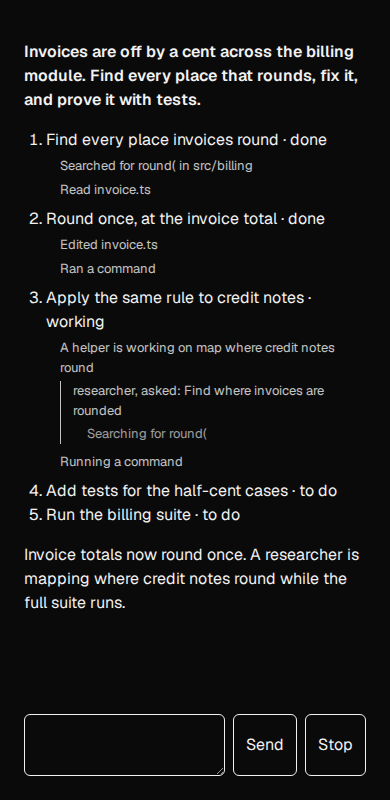 Invoices are off by a cent across the billing
module. Find every place that rounds, fix it,
and prove it with tests.
1. Find every place invoices round · done
Searched for round( in src/billing
Read invoice.ts
2. Round once, at the invoice total · done
Edited invoice.ts
Ran a command
3. Apply the same rule to credit notes ·
working
A helper is working on map where credit notes
round
researcher, asked: Find where invoices are
rounded
Searching for round(
Running a command
4. Add tests for the half-cent cases · to do
5. Run the billing suite · to do
Invoice totals now round once. A researcher is
mapping where credit notes round while the
full suite runs.
Send
Stop